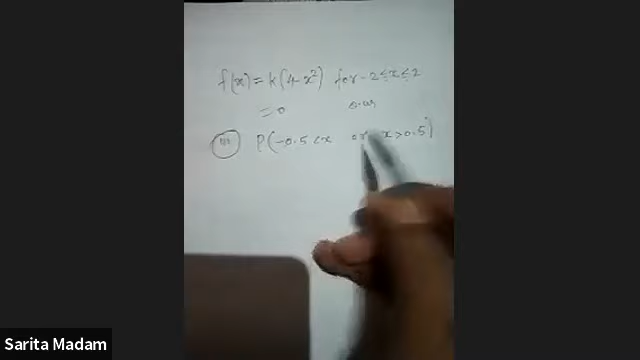 f(x) = k(4-x²) for -2≤x≤2
= 0 o.w
(iii) P(-0.5<x or x>0.5)
Sarita Madam